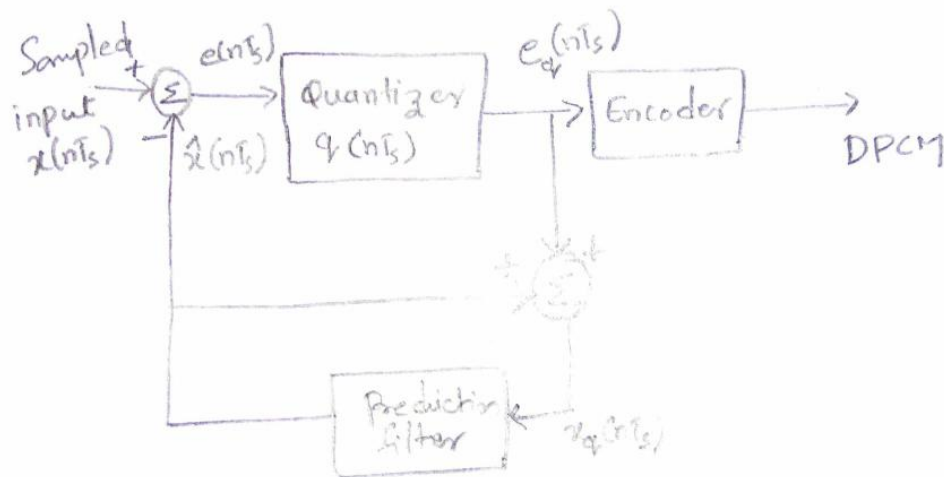 Sampled
input
x(nTs)
+
Σ
−
e(nTs)
x̂(nTs)
Quantizer
q(nTs)
eq(nTs)
Encoder
DPCM
+
+
Σ
Prediction
filter
xq(nTs)